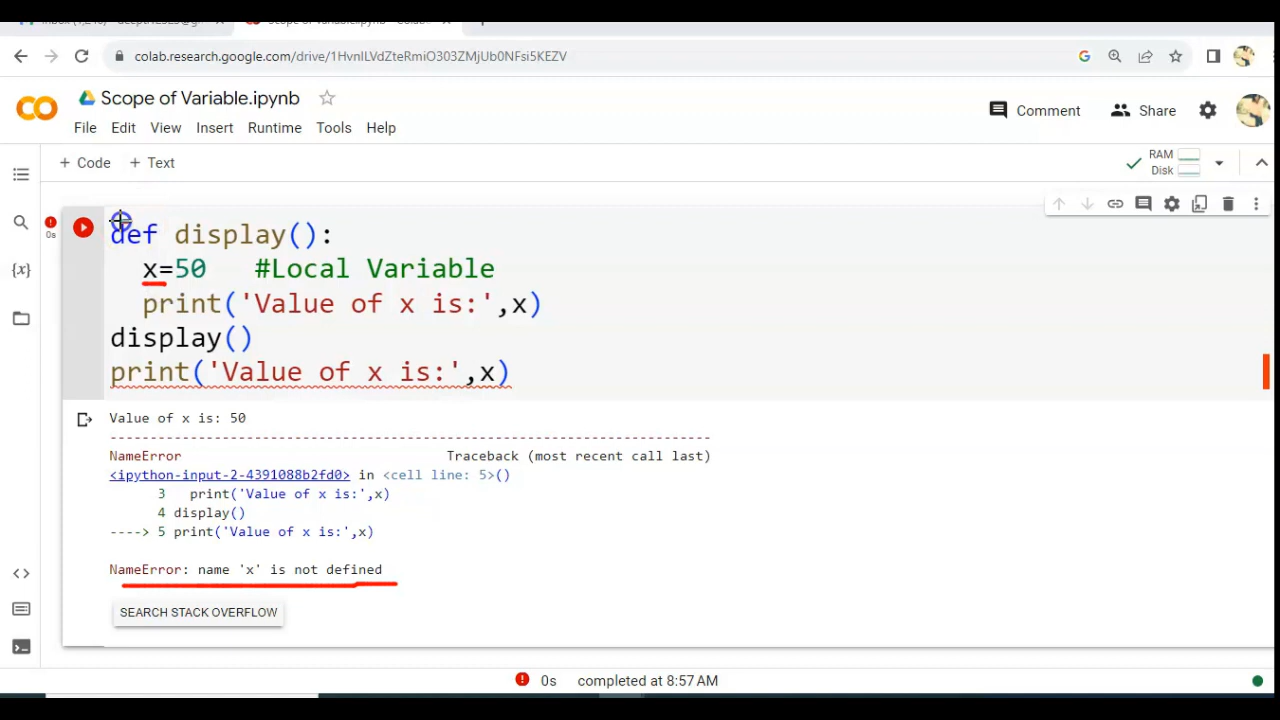 colab.research.google.com/drive/1HvnlLVdZteRmiO303ZMjUb0NFsi5KEZV
Scope of Variable.ipynb
Comment
Share
File Edit View Insert Runtime Tools Help
+ Code + Text
RAM
Disk
0s
def display():
x=50 #Local Variable
print('Value of x is:',x)
display()
print('Value of x is:',x)
{x}
Value of x is: 50
---------------------------------------------------------------------------
NameError Traceback (most recent call last)
<ipython-input-2-4391088b2fd0> in <cell line: 5>()
3 print('Value of x is:',x)
4 display()
----> 5 print('Value of x is:',x)
NameError: name 'x' is not defined
SEARCH STACK OVERFLOW
0s completed at 8:57AM